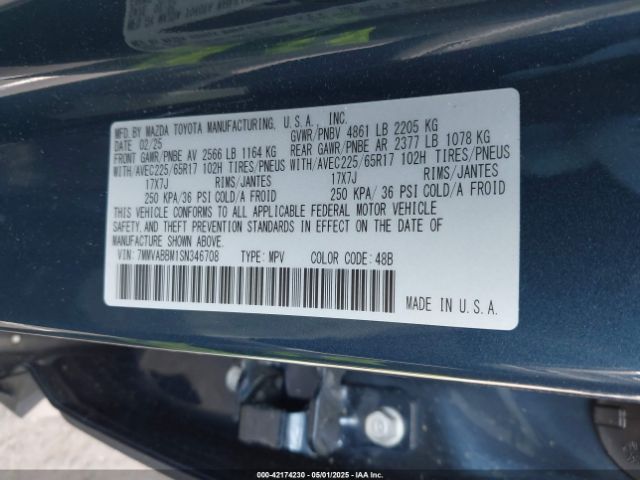 MFD.BY MAZDA TOYOTA MANUFACTURING, U.S.A., INC.
DATE 02/25 GVWR/PNBV 4861 LB 2205 KG
FRONT GAWR/PNBE AV 2566 LB 1164 KG REAR GAWR/PNBE AR 2377 LB 1078 KG
WITH/AVEC225/65R17 102H TIRES/PNEUS WITH/AVEC225/65R17 102H TIRES/PNEUS
17X7J RIMS/JANTES 17X7J RIMS/JANTES
250 KPA/ 36 PSI COLD/A FROID 250 KPA/ 36 PSI COLD/A FROID
THIS VEHICLE CONFORMS TO ALL APPLICABLE FEDERAL MOTOR VEHICLE
SAFETY, AND THEFT PREVENTION STANDARDS IN EFFECT ON THE DATE OF
MANUFACTURE SHOWN ABOVE.
VIN: 7MMVABBM1SN346708 TYPE: MPV COLOR CODE: 48B
MADE IN U.S.A.
000-42174230 - 05/01/2025 - COPYRIGHT IAA, LLC.